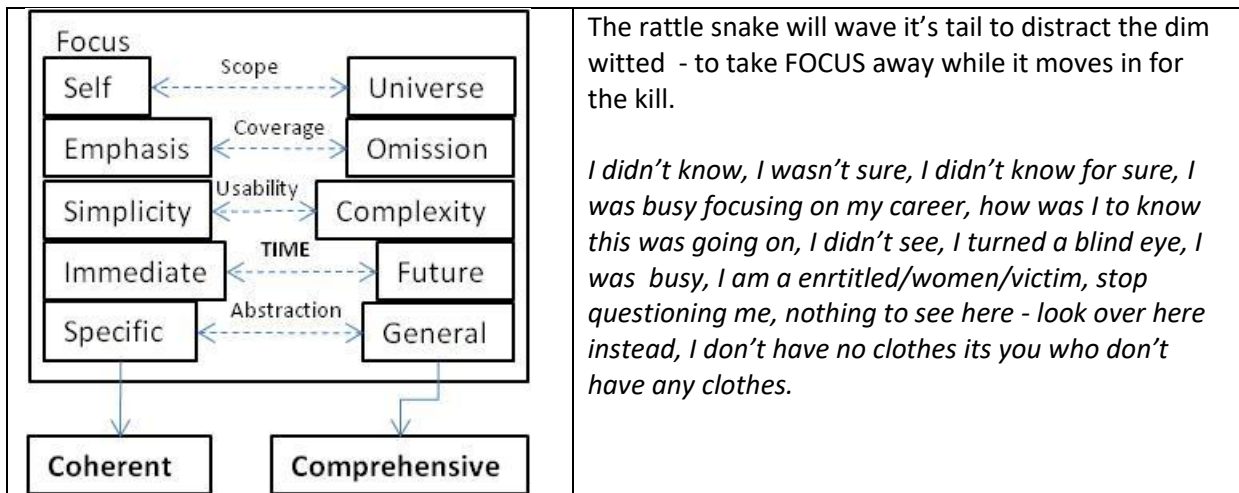 Focus
Scope
Self
Universe
Coverage
Emphasis
Omission
Usability
Simplicity
Complexity
TIME
Immediate
Future
Abstraction
Specific
General
Coherent
Comprehensive
The rattle snake will wave it’s tail to distract the dim
witted - to take FOCUS away while it moves in for
the kill.
I didn’t know, I wasn’t sure, I didn’t know for sure, I
was busy focusing on my career, how was I to know
this was going on, I didn’t see, I turned a blind eye, I
was busy, I am a enrtitled/women/victim, stop
questioning me, nothing to see here - look over here
instead, I don’t have no clothes its you who don’t
have any clothes.